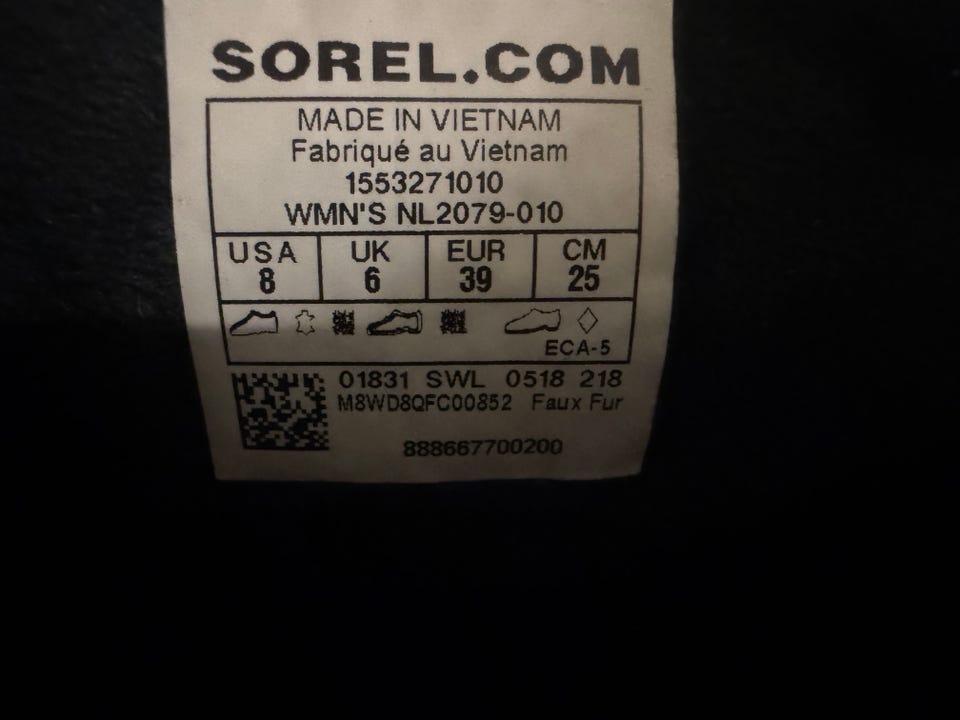 SOREL.COM
MADE IN VIETNAM
Fabriqué au Vietnam
1553271010
WMN'S NL2079-010
USA UK EUR CM
8 6 39 25
ECA-5
01831 SWL 0518 218
M8WD8QFC00852 Faux Fur
888667700200